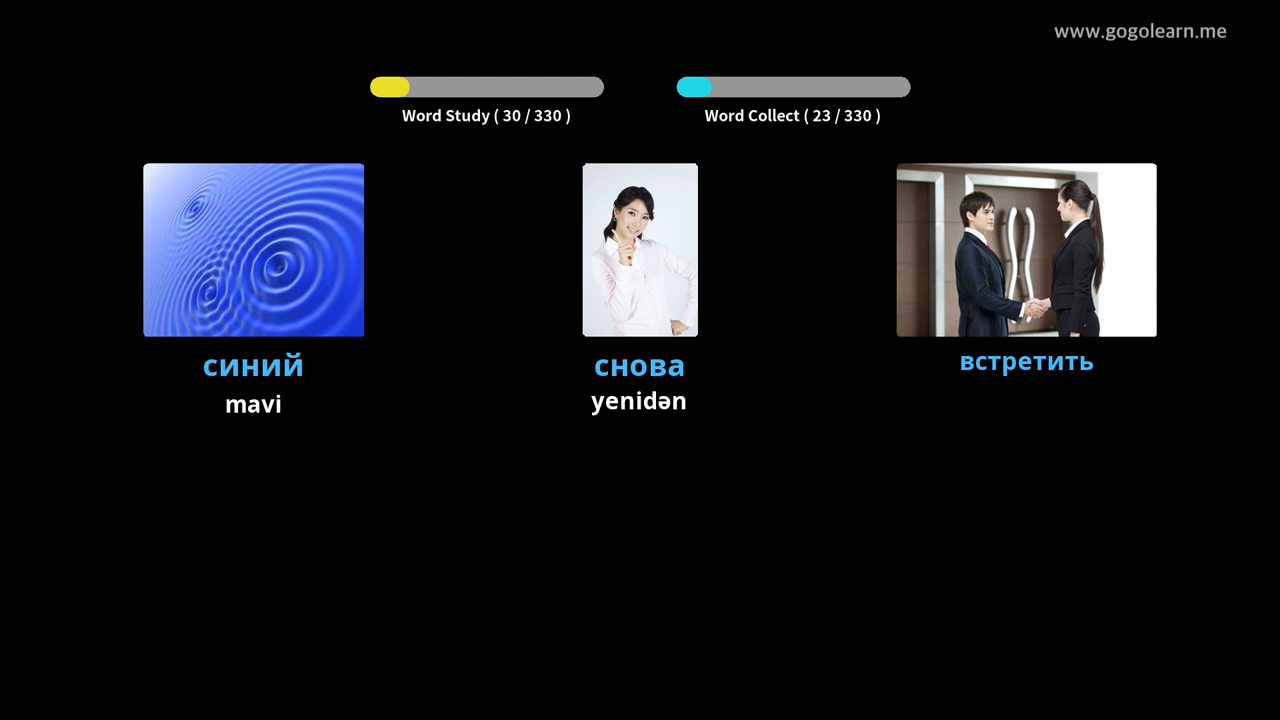 www.gogolearn.me
Word Study ( 30 / 330 )
Word Collect ( 23 / 330 )
синий
mavi
снова
yenidən
встретить